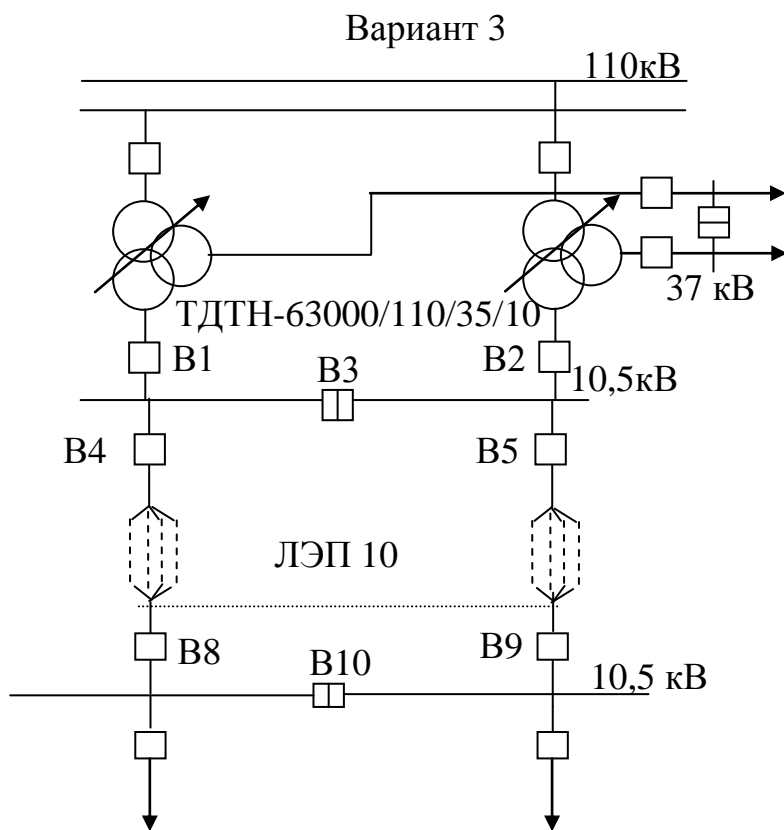 Вариант 3
110кВ
37 кВ
ТДТН-63000/110/35/10
В1
В2
В3
10,5кВ
В4
В5
ЛЭП 10
В8
В9
В10
10,5 кВ